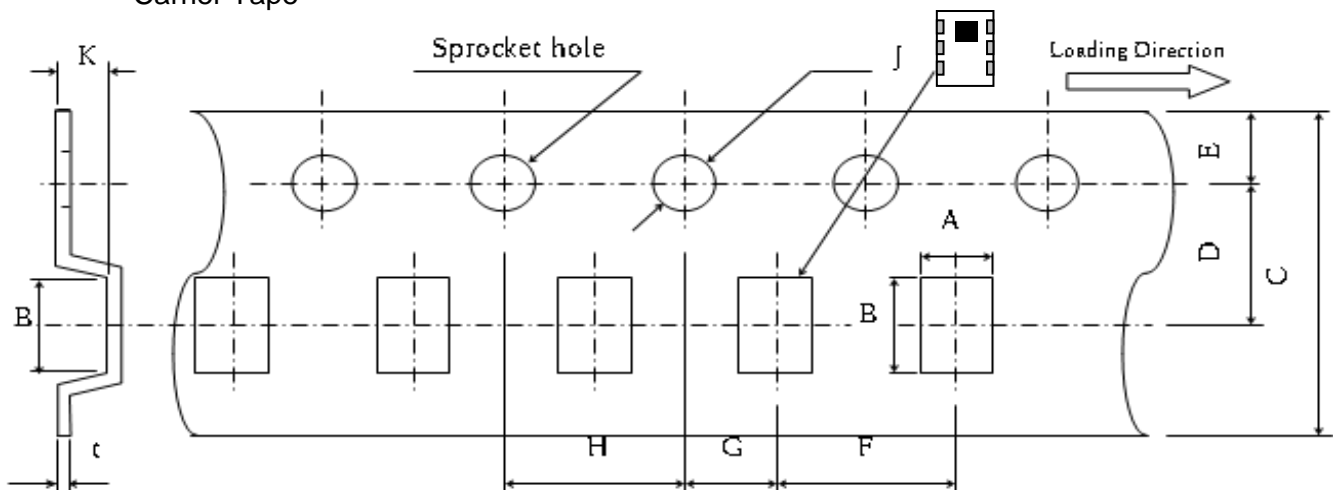 Carrier Tape
K
Sprocket hole
J
Loading Direction
E
A
D
C
B
B
t
H
G
F